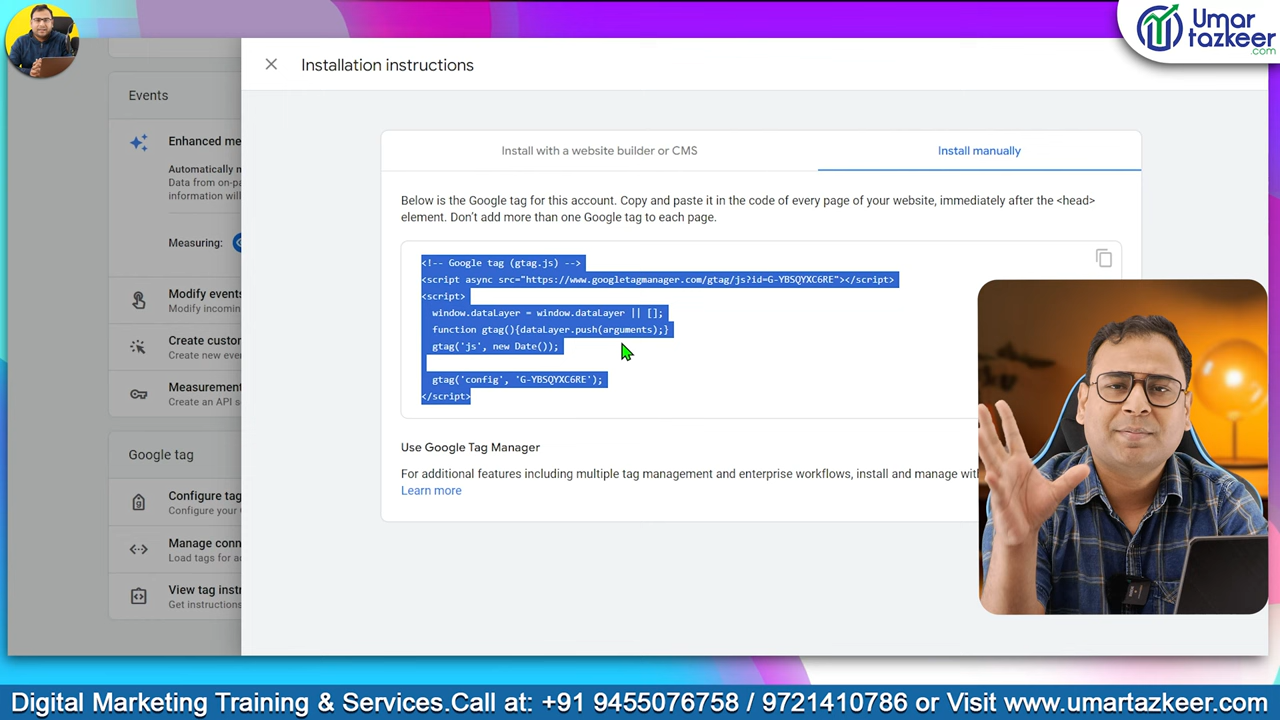 Umar
tazkeer
.com
Installation instructions
Events
Enhanced me
Automatically m
Data from on-pa
information will
Measuring:
Modify events
Modify incomin
Create custom
Create new eve
Measurement
Create an API s
Google tag
Configure tag
Configure your
Manage conn
Load tags for a
View tag instr
Get instructions
Install with a website builder or CMS
Install manually
Below is the Google tag for this account. Copy and paste it in the code of every page of your website, immediately after the <head>
element. Don't add more than one Google tag to each page.
<!-- Google tag (gtag.js) -->
<script async src="https://www.googletagmanager.com/gtag/js?id=G-YBSQYXC6RE"></script>
<script>
window.dataLayer = window.dataLayer || [];
function gtag(){dataLayer.push(arguments);}
gtag('js', new Date());
gtag('config', 'G-YBSQYXC6RE');
</script>
Use Google Tag Manager
For additional features including multiple tag management and enterprise workflows, install and manage with
Learn more
Digital Marketing Training & Services.Call at: +91 9455076758 / 9721410786 or Visit www.umartazkeer.com